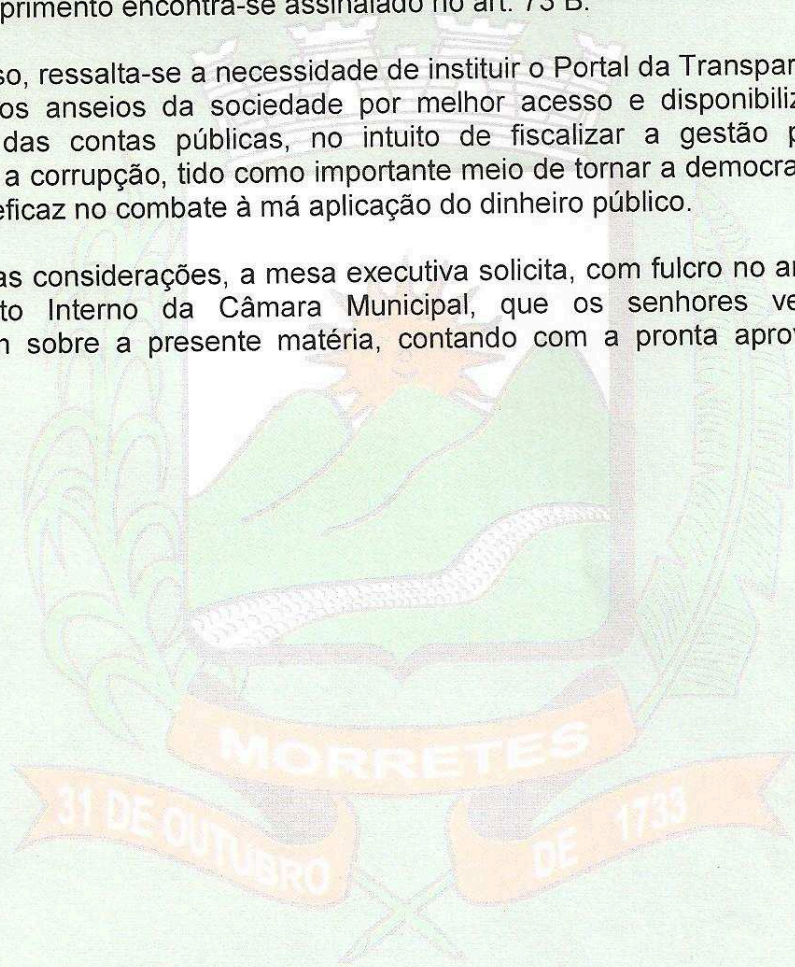 primento encontra-se assinalado no art. 73 B.
so, ressalta-se a necessidade de instituir o Portal da Transpar
os anseios da sociedade por melhor acesso e disponibiliz
das contas públicas, no intuito de fiscalizar a gestão p
a corrupção, tido como importante meio de tornar a democra
eficaz no combate à má aplicação do dinheiro público.
as considerações, a mesa executiva solicita, com fulcro no ar
to Interno da Câmara Municipal, que os senhores ve
m sobre a presente matéria, contando com a pronta aprov
MORRETES
31 DE OUTUBRO DE 1733